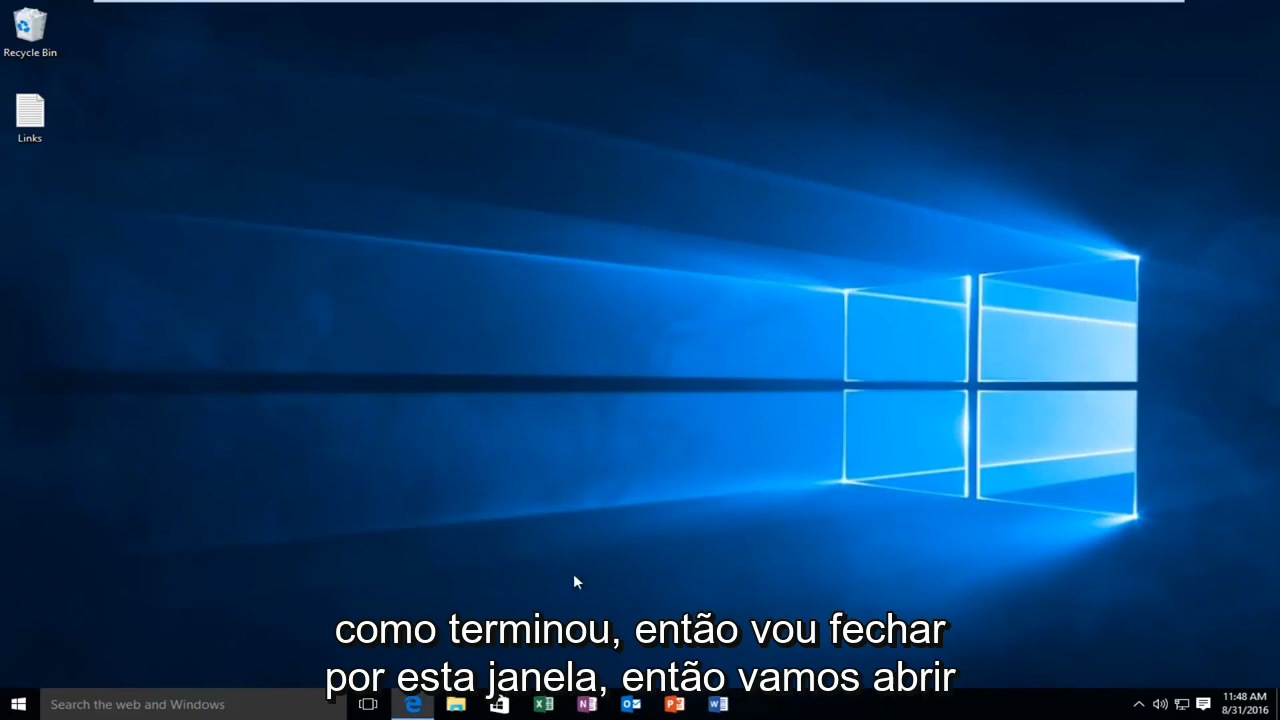 Recycle Bin
Links
como terminou, então vou fechar
por esta janela, então vamos abrir
Search the web and Windows
11:48 AM
8/31/2016